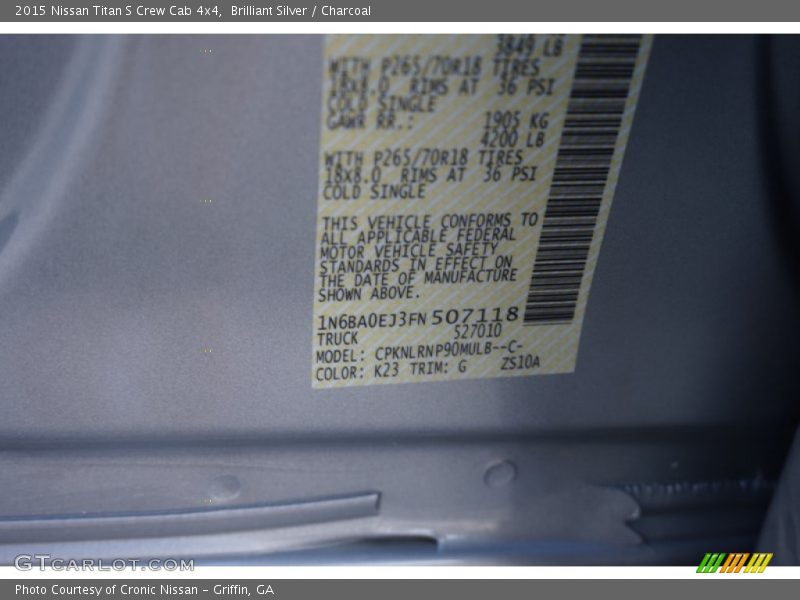 2015 Nissan Titan S Crew Cab 4x4, Brilliant Silver / Charcoal
3849 LB
WITH P265/70R18 TIRES
18x8.0 RIMS AT 36 PSI
COLD SINGLE
GAWR RR.: 1905 KG
4200 LB
WITH P265/70R18 TIRES
18x8.0 RIMS AT 36 PSI
COLD SINGLE
THIS VEHICLE CONFORMS TO
ALL APPLICABLE FEDERAL
MOTOR VEHICLE SAFETY
STANDARDS IN EFFECT ON
THE DATE OF MANUFACTURE
SHOWN ABOVE.
1N6BA0EJ3FN507118
TRUCK 527010
MODEL: CPKNLRNP90MULB--C-
COLOR: K23 TRIM: G ZS10A
GTCARLOT.COM
Photo Courtesy of Cronic Nissan - Griffin, GA